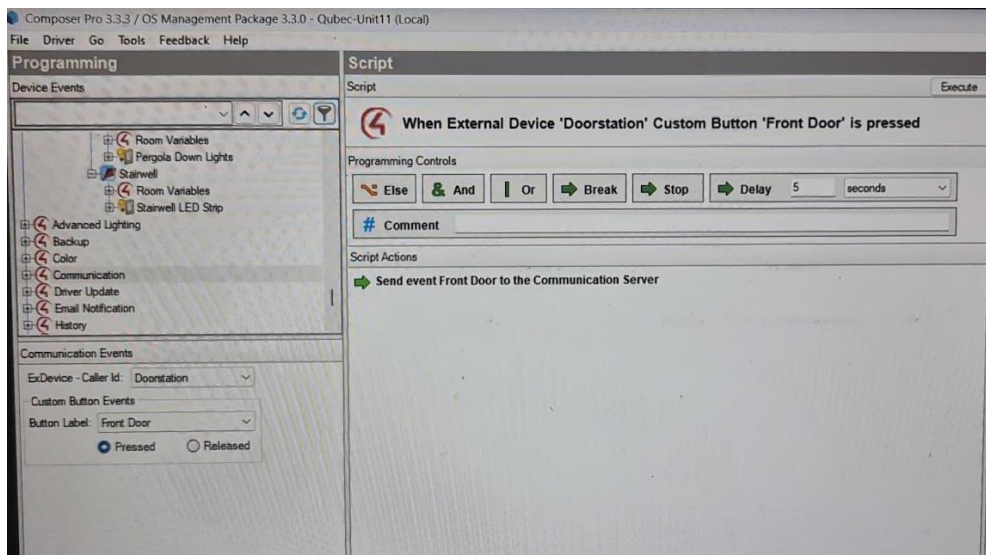 Composer Pro 3.3.3 / OS Management Package 3.3.0 - Qubec-Unit11 (Local)
File Driver Go Tools Feedback Help
Programming
Device Events
Room Variables
Pergola Down Lights
Stairwell
Room Variables
Stairwell LED Strip
Advanced Lighting
Backup
Color
Communication
Driver Update
Email Notification
History
Communication Events
ExDevice - Caller Id: Doorstation
Custom Button Events
Button Label: Front Door
Pressed Released
Script
Script Execute
When External Device 'Doorstation' Custom Button 'Front Door' is pressed
Programming Controls
Else & And Or Break Stop Delay 5 seconds
# Comment
Script Actions
Send event Front Door to the Communication Server